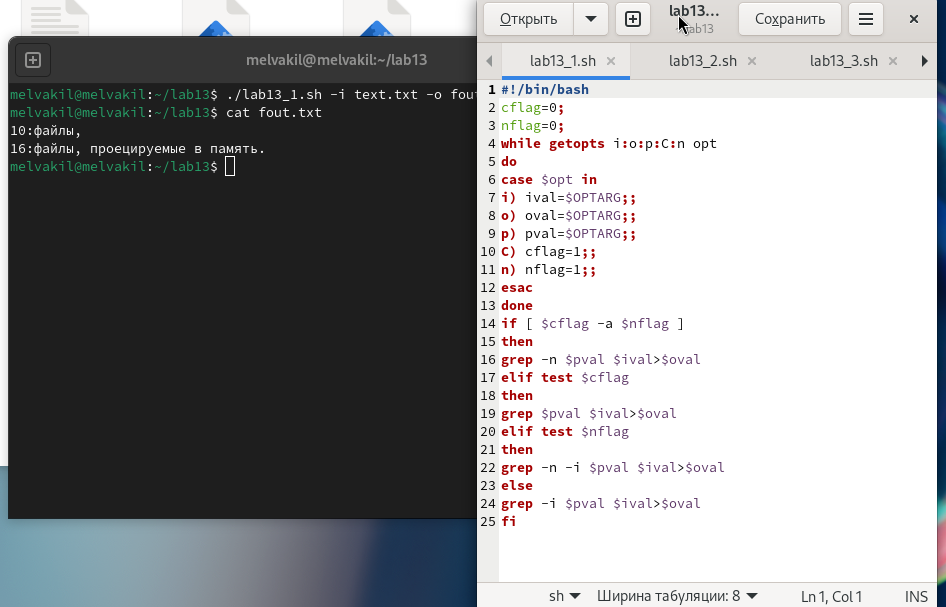 Открыть
lab13...
lab13
Сохранить
melvakil@melvakil:~/lab13
melvakil@melvakil:~/lab13$ ./lab13_1.sh -i text.txt -o fout
melvakil@melvakil:~/lab13$ cat fout.txt
10:файлы,
16:файлы, проецируемые в память.
melvakil@melvakil:~/lab13$
lab13_1.sh
lab13_2.sh
lab13_3.sh
1 #!/bin/bash
2 cflag=0;
3 nflag=0;
4 while getopts i:o:p:C:n opt
5 do
6 case $opt in
7 i) ival=$OPTARG;;
8 o) oval=$OPTARG;;
9 p) pval=$OPTARG;;
10 C) cflag=1;;
11 n) nflag=1;;
12 esac
13 done
14 if [ $cflag -a $nflag ]
15 then
16 grep -n $pval $ival>$oval
17 elif test $cflag
18 then
19 grep $pval $ival>$oval
20 elif test $nflag
21 then
22 grep -n -i $pval $ival>$oval
23 else
24 grep -i $pval $ival>$oval
25 fi
sh
Ширина табуляции: 8
Ln 1, Col 1
INS